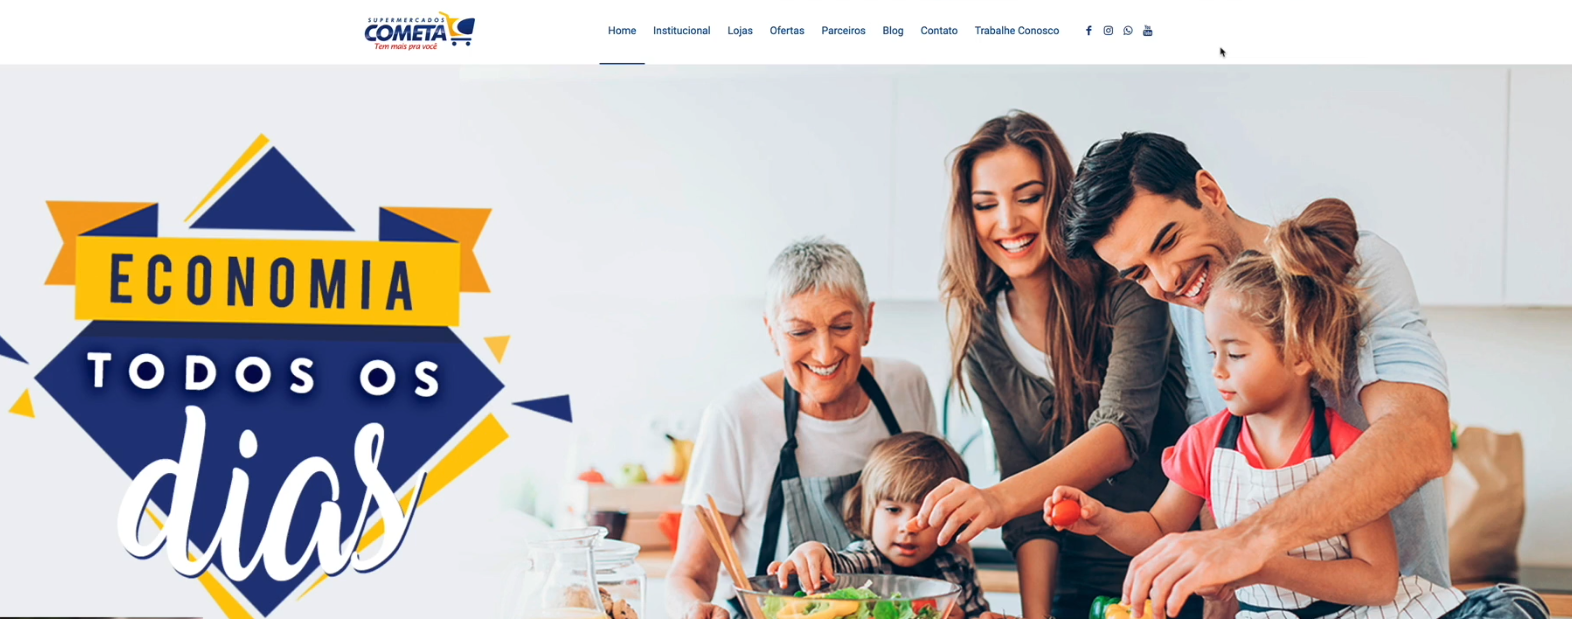 SUPERMERCADOS
COMETA
Tem mais pra você
Home Institucional Lojas Ofertas Parceiros Blog Contato Trabalhe Conosco
ECONOMIA
TODOS OS
dias